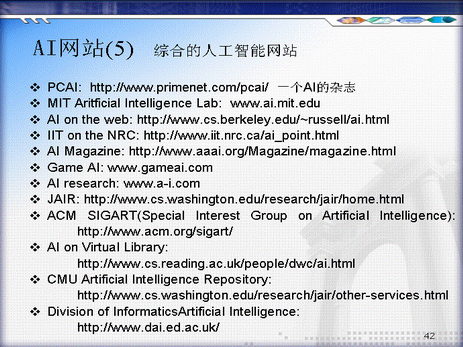 AI网站(5) 综合的人工智能网站
❖ PCAI: http://www.primenet.com/pcai/ 一个AI的杂志
❖ MIT Aritficial Intelligence Lab: www.ai.mit.edu
❖ AI on the web: http://www.cs.berkeley.edu/~russell/ai.html
❖ IIT on the NRC: http://www.iit.nrc.ca/ai_point.html
❖ AI Magazine: http://www.aaai.org/Magazine/magazine.html
❖ Game AI: www.gameai.com
❖ AI research: www.a-i.com
❖ JAIR: http://www.cs.washington.edu/research/jair/home.html
❖ ACM SIGART(Special Interest Group on Artificial Intelligence):
http://www.acm.org/sigart/
❖ AI on Virtual Library:
http://www.cs.reading.ac.uk/people/dwc/ai.html
❖ CMU Artificial Intelligence Repository:
http://www.cs.washington.edu/research/jair/other-services.html
❖ Division of InformaticsArtificial Intelligence:
http://www.dai.ed.ac.uk/
42